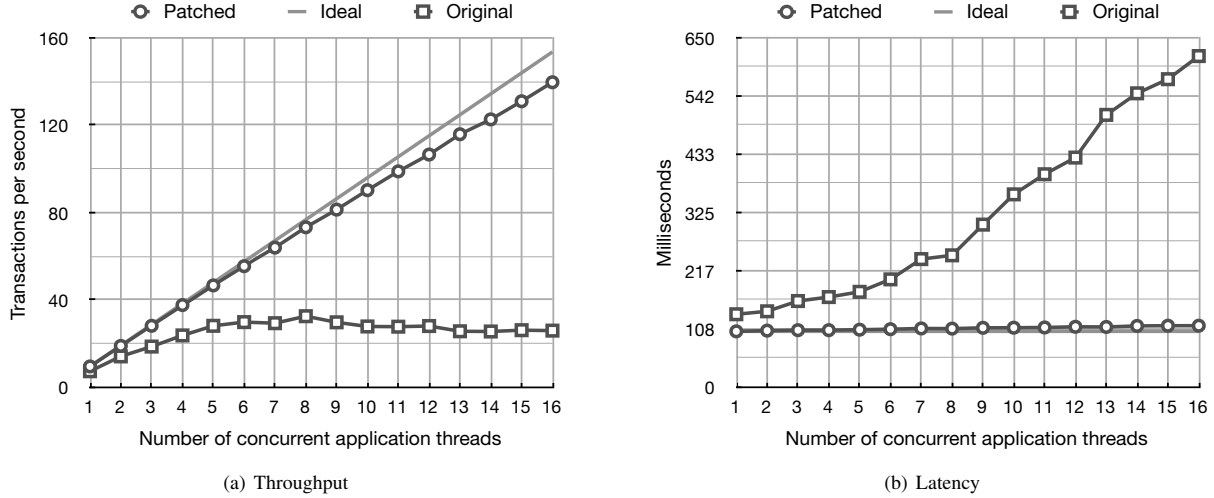 Patched Ideal Original
160
120
80
40
0
Transactions per second
1 2 3 4 5 6 7 8 9 10 11 12 13 14 15 16
Number of concurrent application threads
(a) Throughput
Patched Ideal Original
650
542
433
325
217
108
0
Milliseconds
1 2 3 4 5 6 7 8 9 10 11 12 13 14 15 16
Number of concurrent application threads
(b) Latency